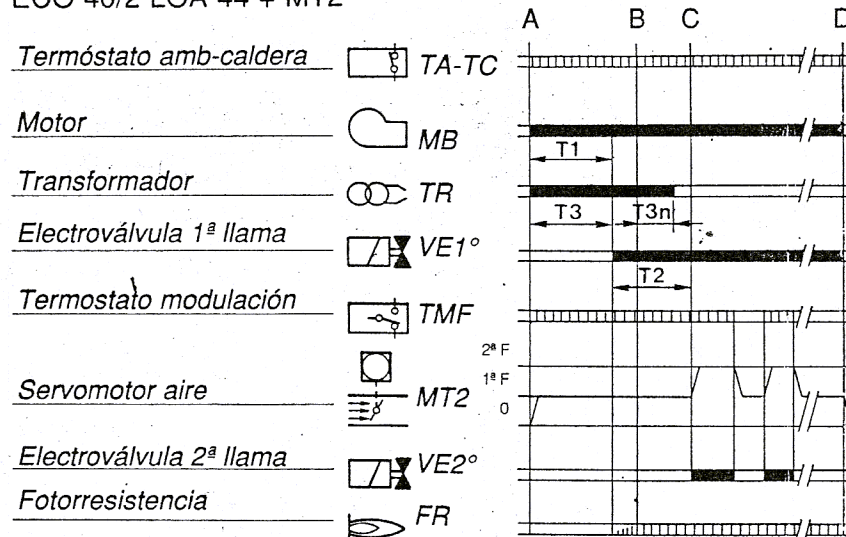 A B C D
Termóstato amb-caldera TA-TC
Motor MB
T1
Transformador TR
T3 T3n
Electroválvula 1ª llama VE1°
T2
Termostato modulación TMF
2ª F
1ª F
Servomotor aire MT2
0
Electroválvula 2ª llama VE2°
Fotorresistencia FR